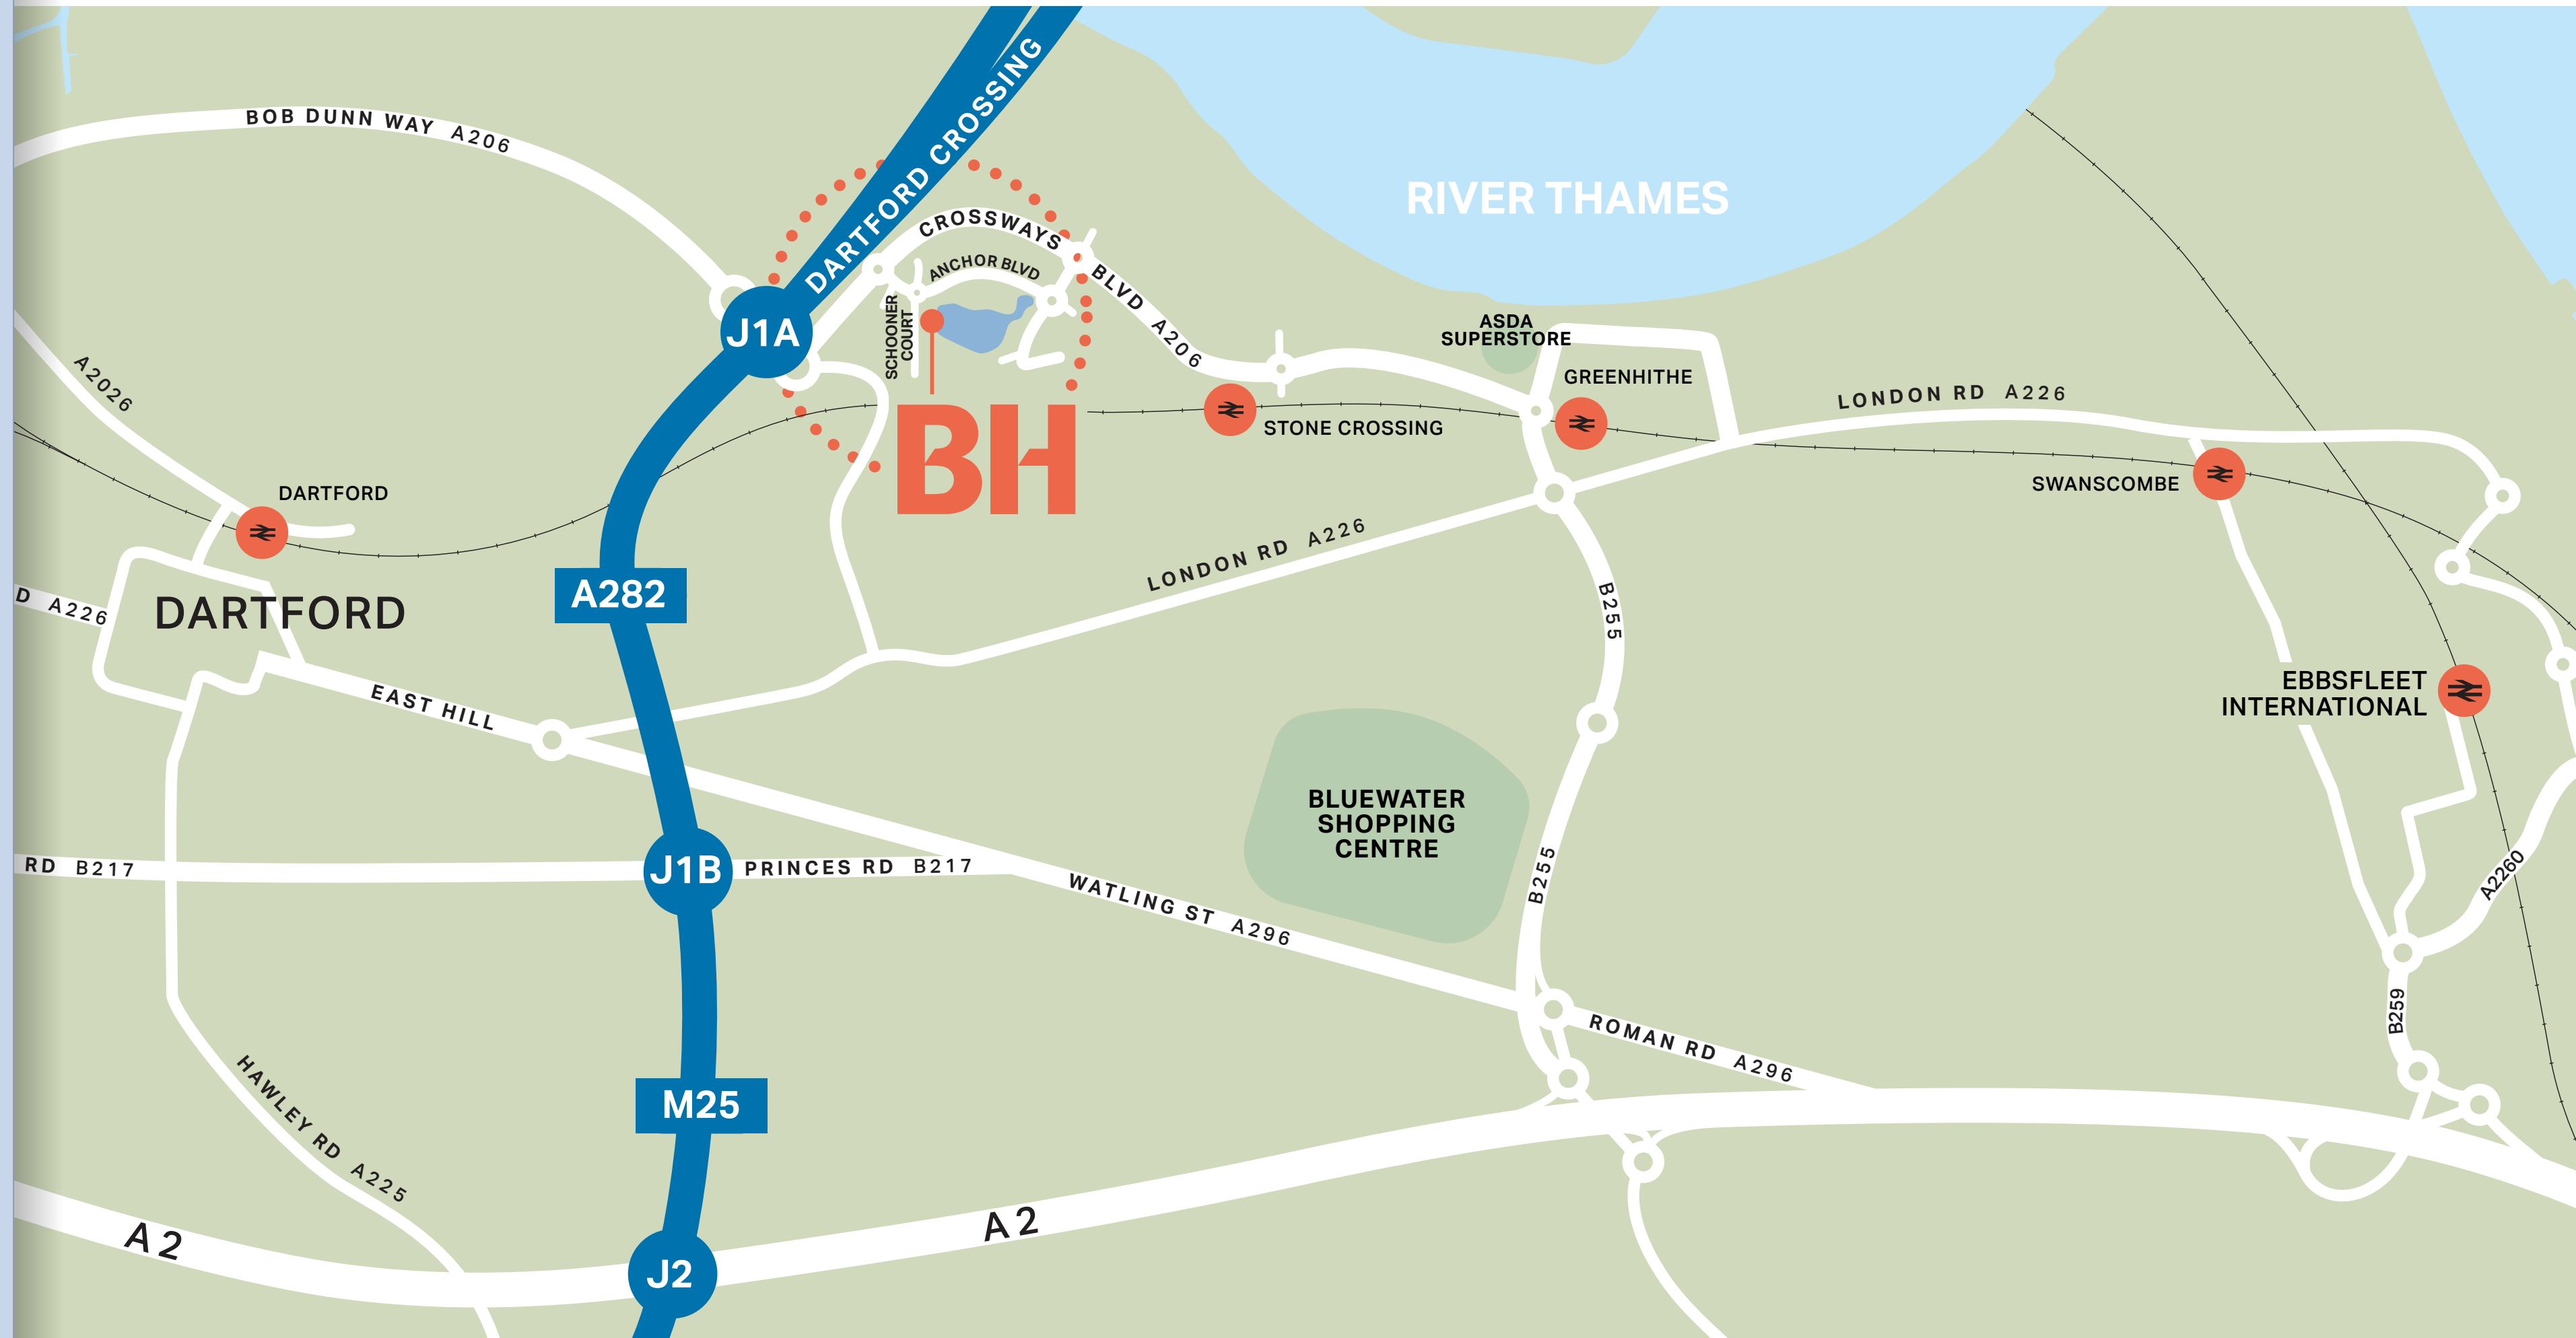 DARTFORD CROSSING
BOB DUNN WAY A206
RIVER THAMES
CROSSWAYS
BLVD A206
ANCHOR BLVD
SCHOONER
COURT
J1A
ASDA
SUPERSTORE
GREENHITHE
A2026
LONDON RD A226
BH
STONE CROSSING
SWANSCOMBE
DARTFORD
LONDON RD A226
A282
D A226
DARTFORD
B255
EAST HILL
EBBSFLEET
INTERNATIONAL
BLUEWATER
SHOPPING
CENTRE
RD B217
J1B
PRINCES RD B217
WATLING ST A296
B255
A2260
B259
ROMAN RD A296
HAWLEY RD A225
M25
A2
A2
J2